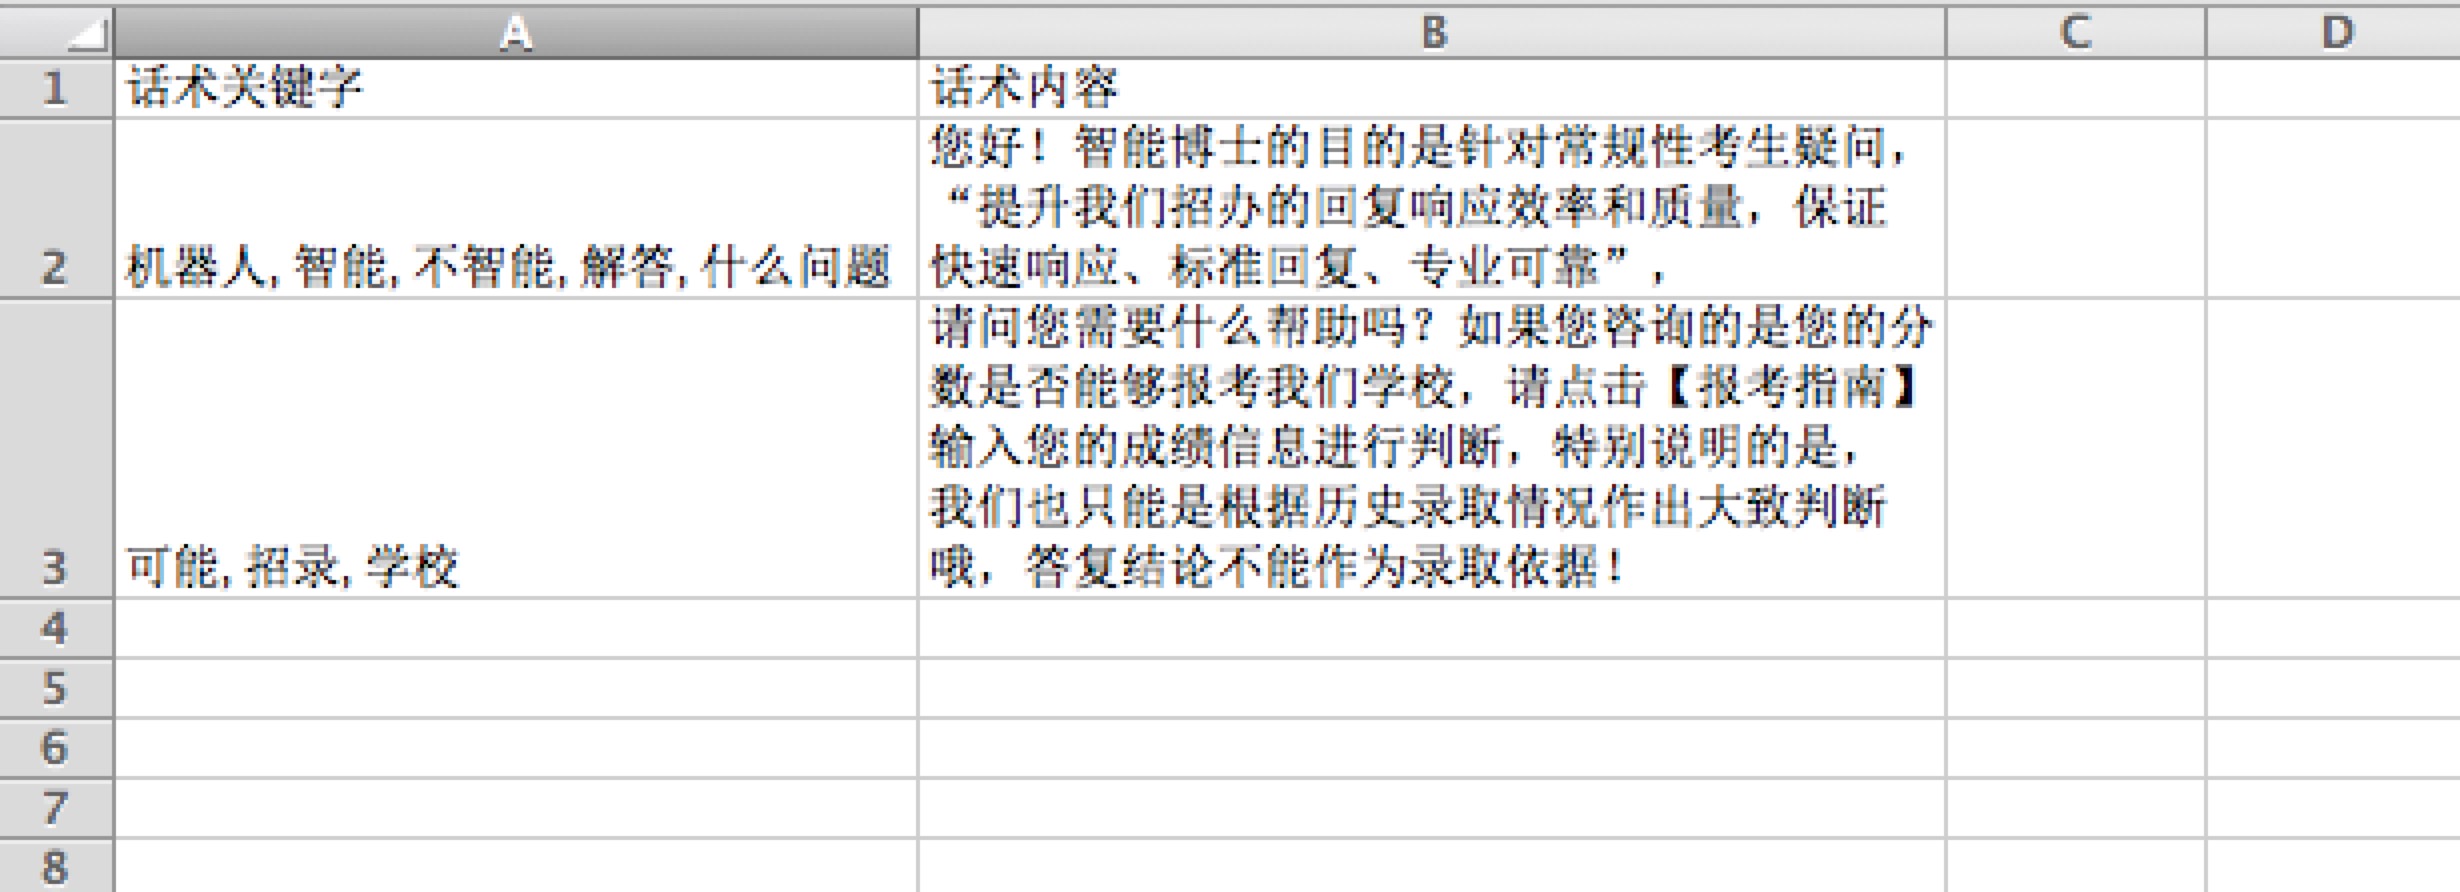 A B C D
1 话术关键字 话术内容
您好！智能博士的目的是针对常规性考生疑问，
“提升我们招办的回复响应效率和质量，保证
2 机器人,智能,不智能,解答,什么问题 快速响应、标准回复、专业可靠”，
请问您需要什么帮助吗？如果您咨询的是您的分
数是否能够报考我们学校，请点击【报考指南】
输入您的成绩信息进行判断，特别说明的是，
我们也只能是根据历史录取情况作出大致判断
3 可能,招录,学校 哦，答复结论不能作为录取依据！
4
5
6
7
8